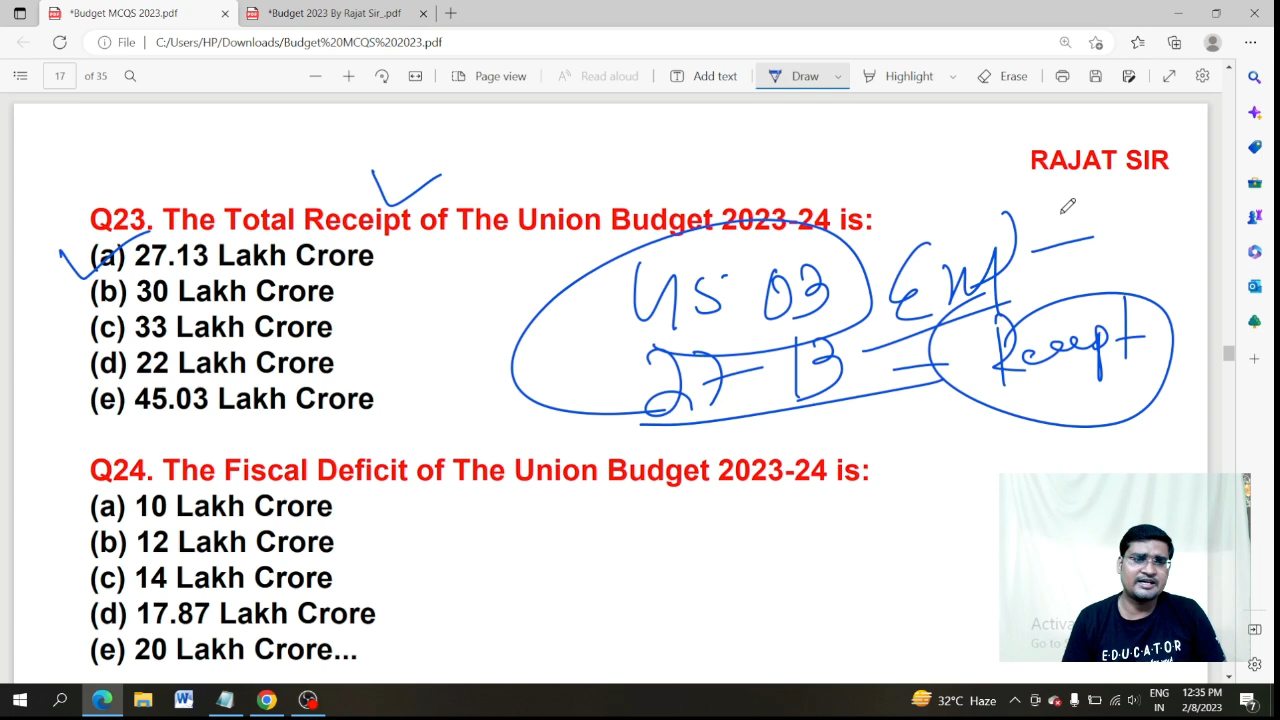 *Budget MCQS 2023.pdf
*Budget 2023 By Rajat Sir_.pdf
File
C:/Users/HP/Downloads/Budget%20MCQS%202023.pdf
17 of 35
Page view
Read aloud
Add text
Draw
Highlight
Erase
RAJAT SIR
Q23. The Total Receipt of The Union Budget 2023-24 is:
(a) 27.13 Lakh Crore
(b) 30 Lakh Crore
(c) 33 Lakh Crore
(d) 22 Lakh Crore
(e) 45.03 Lakh Crore
45 03 Exp
27-13 = Receipt
Q24. The Fiscal Deficit of The Union Budget 2023-24 is:
(a) 10 Lakh Crore
(b) 12 Lakh Crore
(c) 14 Lakh Crore
(d) 17.87 Lakh Crore
(e) 20 Lakh Crore...
Activa
Go to
E·D·U·C·A·T·O·R
32°C Haze
ENG
IN
12:35 PM
2/8/2023
7